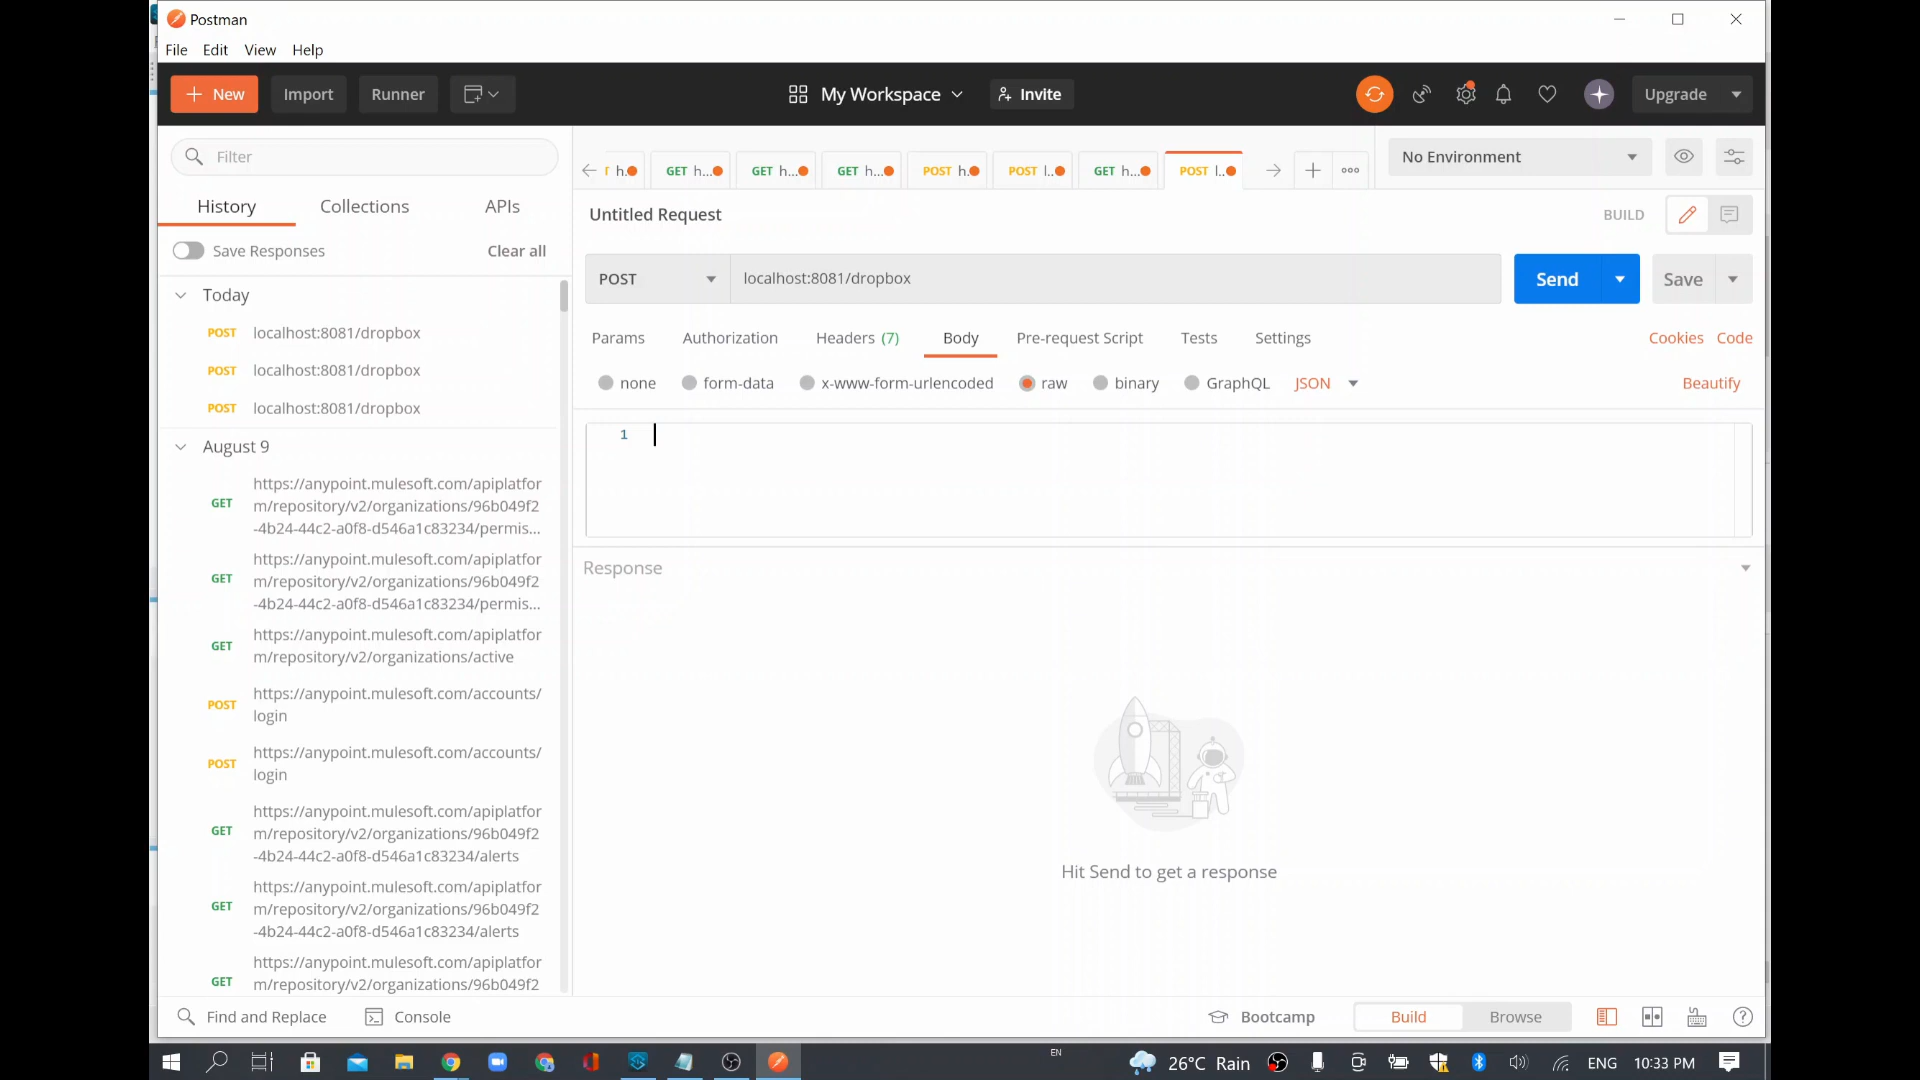 Postman
File Edit View Help
New Import Runner My Workspace Invite Upgrade
Filter
History Collections APIs
Save Responses Clear all
Today
POST localhost:8081/dropbox
POST localhost:8081/dropbox
POST localhost:8081/dropbox
August 9
GET https://anypoint.mulesoft.com/apiplatfor
m/repository/v2/organizations/96b049f2
-4b24-44c2-a0f8-d546a1c83234/permis...
GET https://anypoint.mulesoft.com/apiplatfor
m/repository/v2/organizations/96b049f2
-4b24-44c2-a0f8-d546a1c83234/permis...
GET https://anypoint.mulesoft.com/apiplatfor
m/repository/v2/organizations/active
POST https://anypoint.mulesoft.com/accounts/
login
POST https://anypoint.mulesoft.com/accounts/
login
GET https://anypoint.mulesoft.com/apiplatfor
m/repository/v2/organizations/96b049f2
-4b24-44c2-a0f8-d546a1c83234/alerts
GET https://anypoint.mulesoft.com/apiplatfor
m/repository/v2/organizations/96b049f2
-4b24-44c2-a0f8-d546a1c83234/alerts
GET https://anypoint.mulesoft.com/apiplatfor
m/repository/v2/organizations/96b049f2
h. GET h... GET h... GET h... POST h. POST l.. GET h... POST l..
No Environment
Untitled Request BUILD
POST localhost:8081/dropbox Send Save
Params Authorization Headers (7) Body Pre-request Script Tests Settings Cookies Code
none form-data x-www-form-urlencoded raw binary GraphQL JSON Beautify
1
Response
Hit Send to get a response
Find and Replace Console Bootcamp Build Browse
EN 26°C Rain ENG 10:33 PM